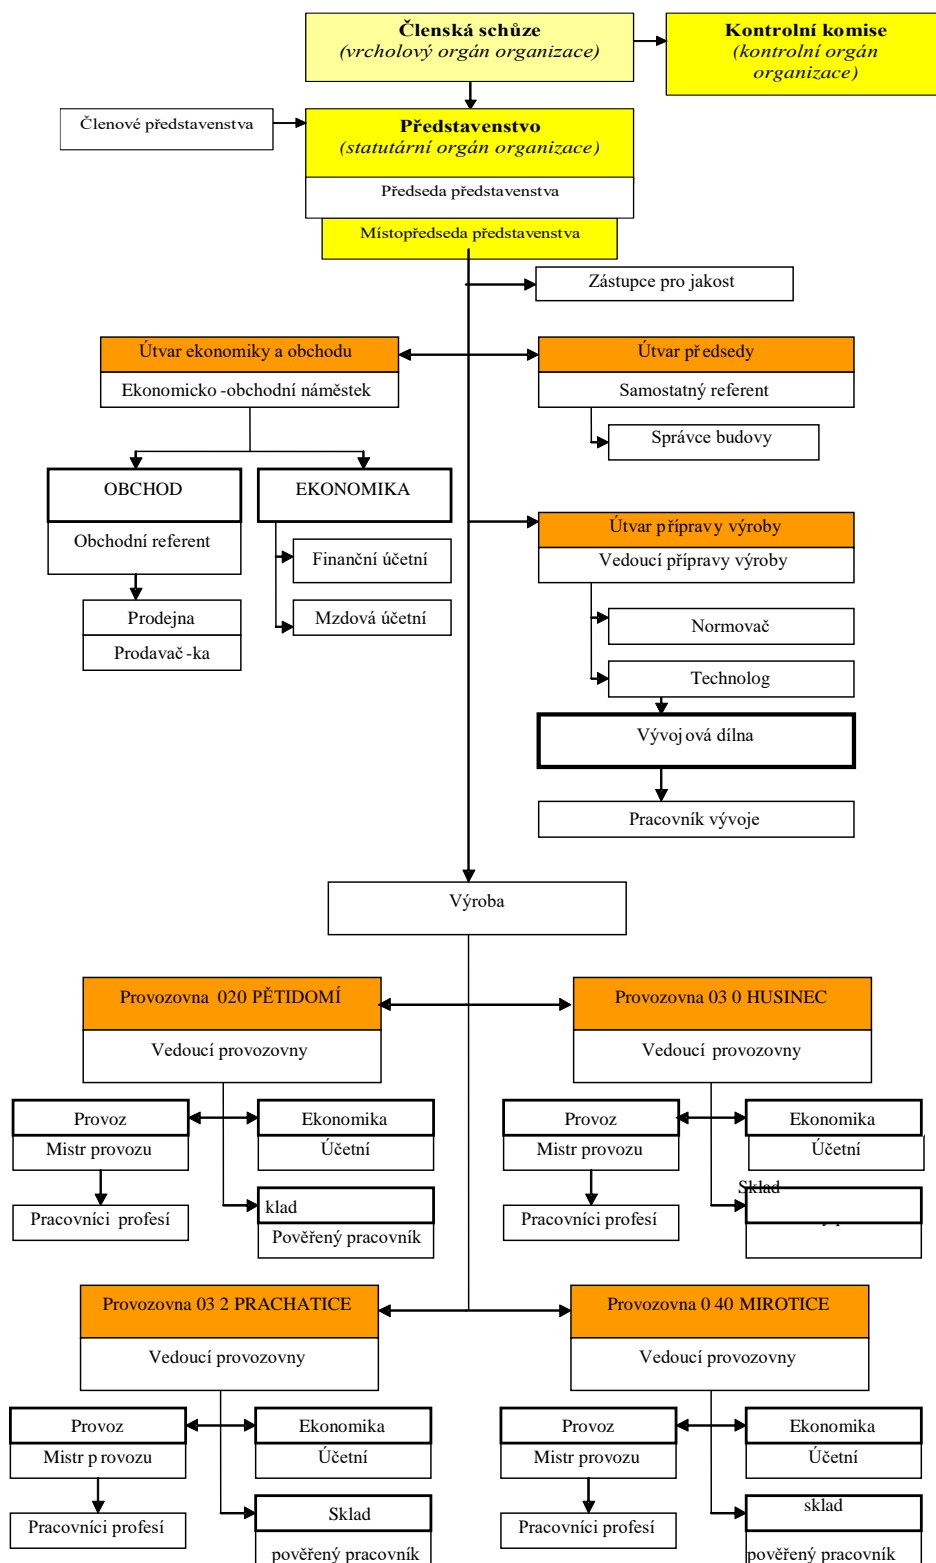 Členská schůze
(vrcholový orgán organizace)
Kontrolní komise
(kontrolní orgán
organizace)
Členové představenstva
Představenstvo
(statutární orgán organizace)
Předseda představenstva
Místopředseda představenstva
Zástupce pro jakost
Útvar ekonomiky a obchodu
Ekonomicko-obchodní náměstek
Útvar předsedy
Samostatný referent
Správce budovy
OBCHOD
Obchodní referent
EKONOMIKA
Finanční účetní
Mzdová účetní
Prodejna
Prodavač-ka
Útvar přípravy výroby
Vedoucí přípravy výroby
Normovač
Technolog
Vývojová dílna
Pracovník vývoje
Výroba
Provozovna 020 PĚTIDOMÍ
Vedoucí provozovny
Provoz
Mistr provozu
Ekonomika
Účetní
Pracovníci profesí
klad
Pověřený pracovník
Provozovna 03 0 HUSINEC
Vedoucí provozovny
Provoz
Mistr provozu
Ekonomika
Účetní
Pracovníci profesí
Sklad
Provozovna 03 2 PRACHATICE
Vedoucí provozovny
Provoz
Mistr provozu
Ekonomika
Účetní
Pracovníci profesí
Sklad
pověřený pracovník
Provozovna 0 40 MIROTICE
Vedoucí provozovny
Provoz
Mistr provozu
Ekonomika
Účetní
Pracovníci profesí
sklad
pověřený pracovník